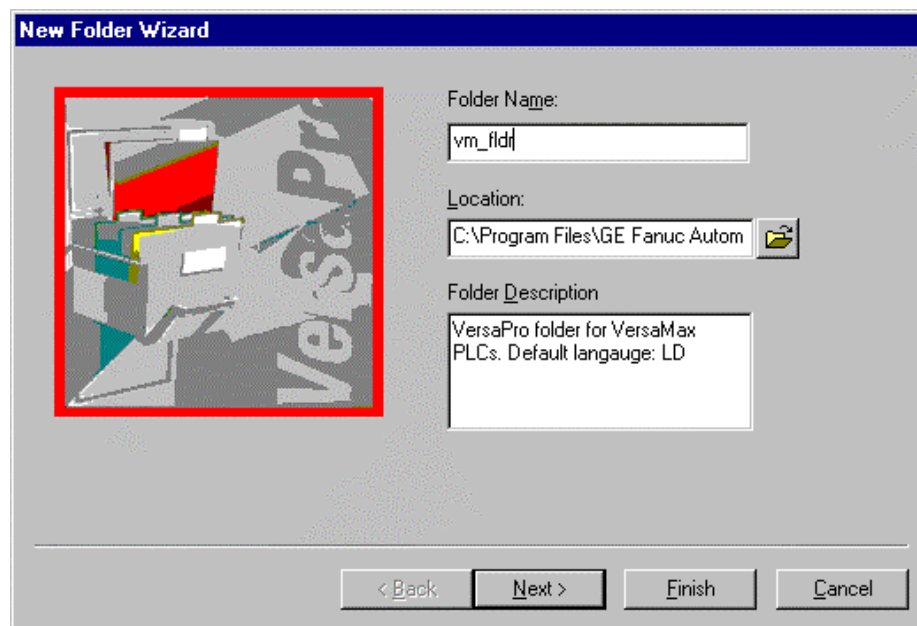 New Folder Wizard
VersaPro
Folder Name:
vm_fldr
Location:
C:\Program Files\GE Fanuc Autom
Folder Description
VersaPro folder for VersaMax
PLCs. Default langauge: LD
< Back
Next >
Finish
Cancel